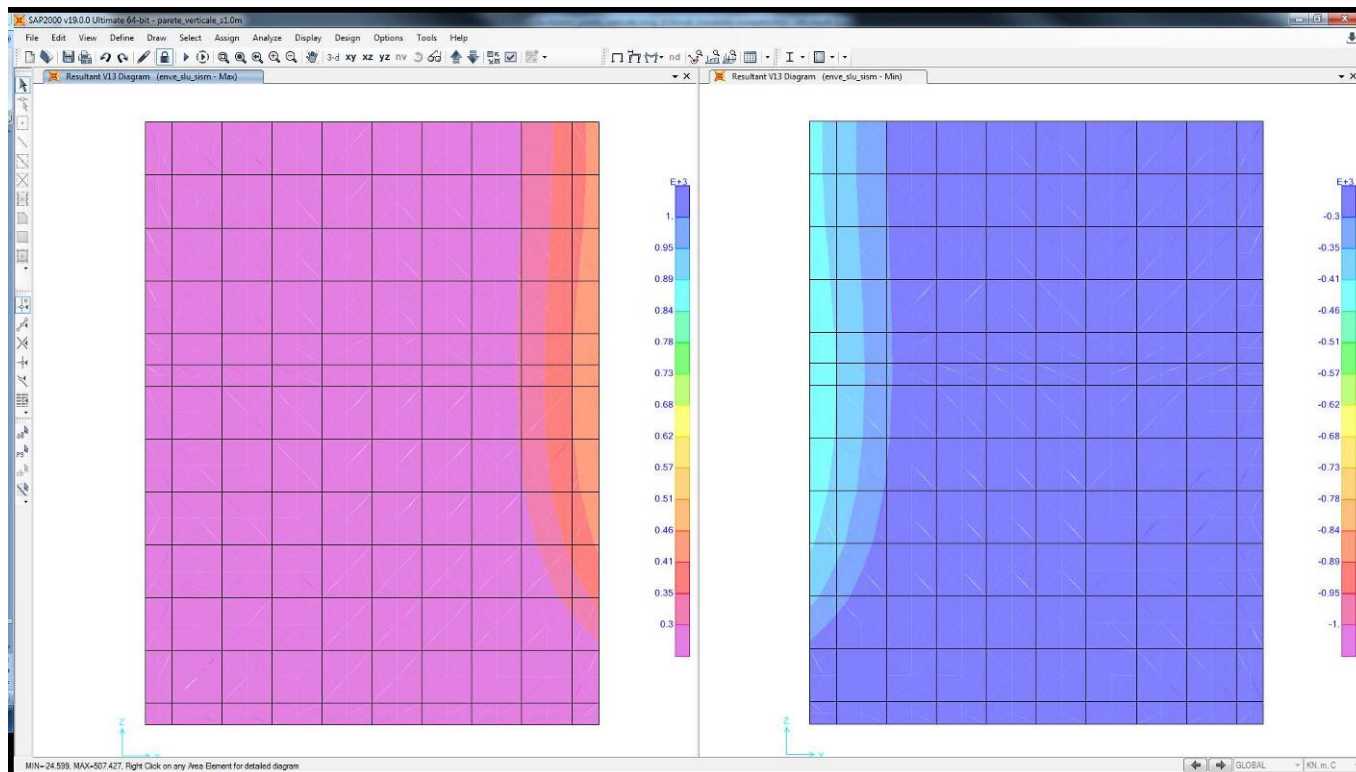 SAP2000 v19.0.0 Ultimate 64-bit - parete_verticale_s1.0m
File Edit View Define Draw Select Assign Analyze Display Design Options Tools Help
3-d xy xz yz nv
nd
Resultant V13 Diagram (enve_slu_sism - Max)
Resultant V13 Diagram (enve_slu_sism - Min)
E+3
1.
0.95
0.89
0.84
0.78
0.73
0.68
0.62
0.57
0.51
0.46
0.41
0.35
0.3
Z
E+3
-0.3
-0.35
-0.41
-0.46
-0.51
-0.57
-0.62
-0.68
-0.73
-0.78
-0.84
-0.89
-0.95
-1.
Z
MIN=-24.599, MAX=507.427, Right Click on any Area Element for detailed diagram
GLOBAL
KN, m, C